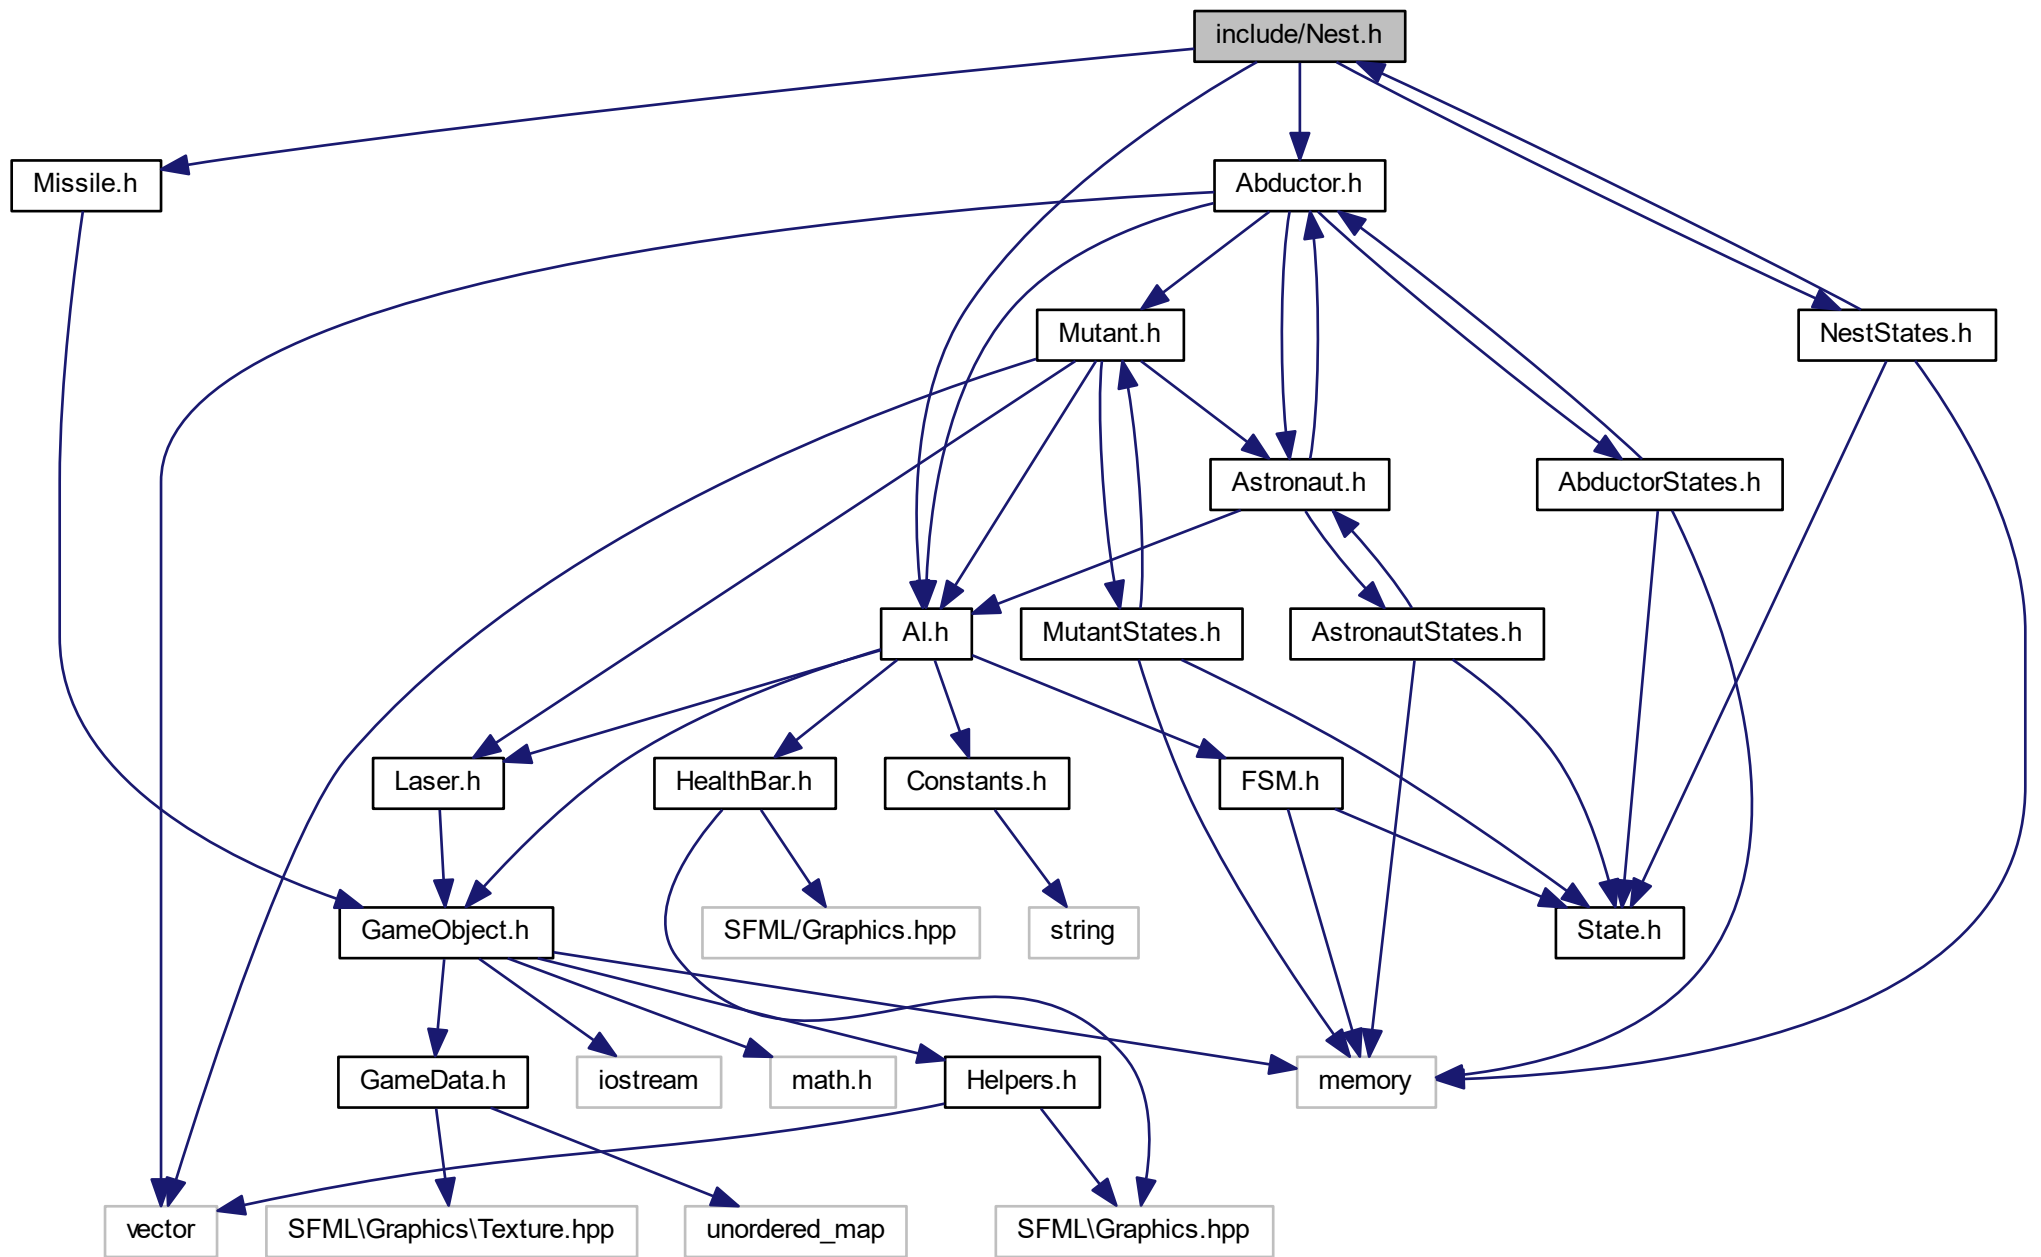 include/Nest.h
Missile.h
Abductor.h
Mutant.h
NestStates.h
Astronaut.h
AbductorStates.h
AI.h
MutantStates.h
AstronautStates.h
Laser.h
HealthBar.h
Constants.h
FSM.h
GameObject.h
SFML/Graphics.hpp
string
State.h
GameData.h
iostream
math.h
Helpers.h
memory
vector
SFML\Graphics\Texture.hpp
unordered_map
SFML\Graphics.hpp